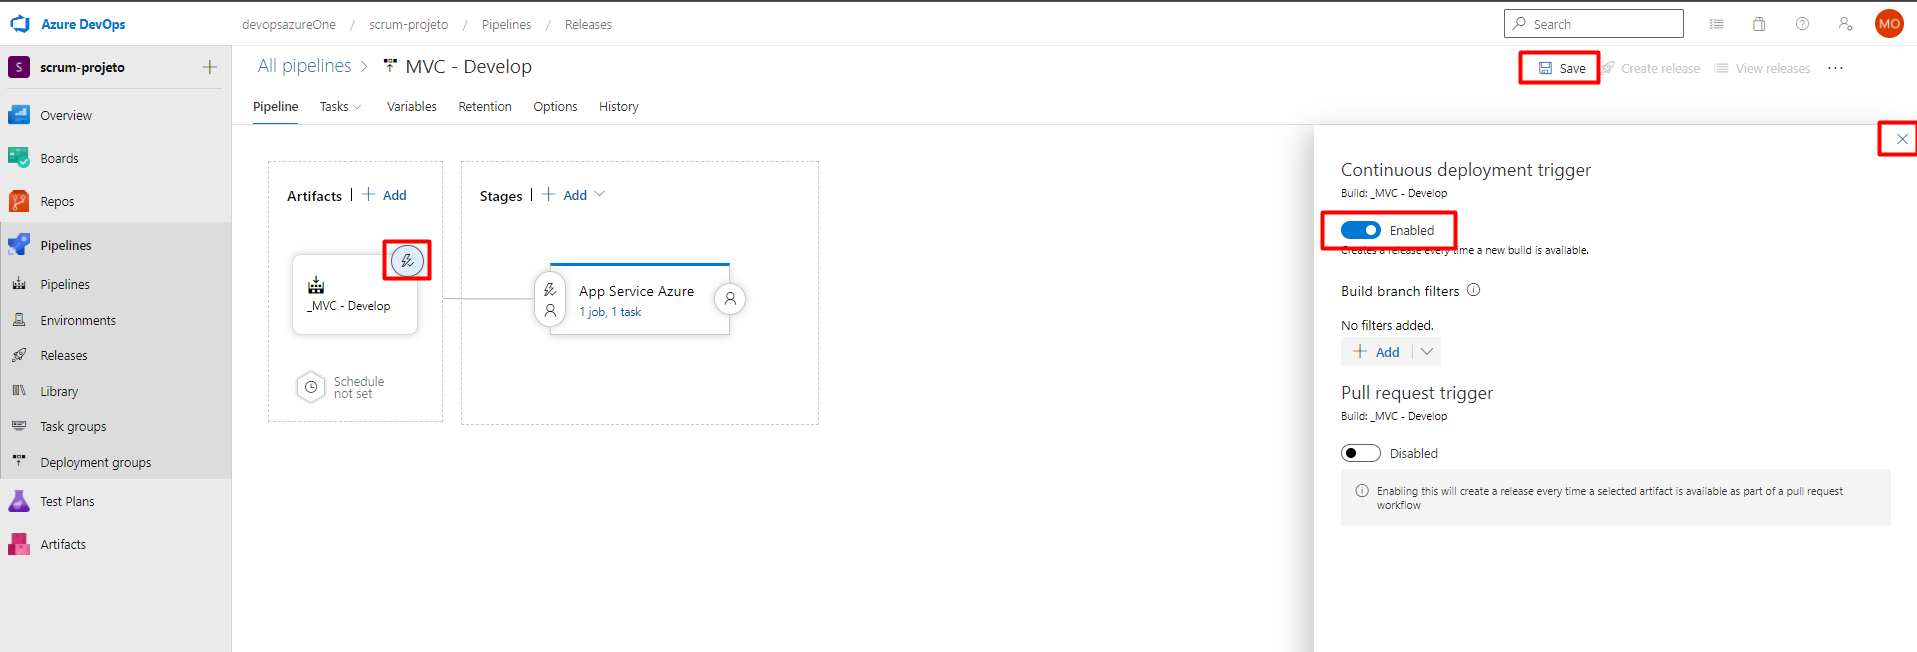 Azure DevOps
devopsazureOne / scrum-projeto / Pipelines / Releases
Search
MO
S
scrum-projeto
All pipelines > MVC - Develop
Save
Create release
View releases
Pipeline
Tasks
Variables
Retention
Options
History
Overview
Boards
Repos
Pipelines
Pipelines
Environments
Releases
Library
Task groups
Deployment groups
Test Plans
Artifacts
Artifacts | + Add
_MVC - Develop
Schedule
not set
Stages | + Add
App Service Azure
1 job, 1 task
Continuous deployment trigger
Build: _MVC - Develop
Enabled
Creates a release every time a new build is available.
Build branch filters
No filters added.
+ Add
Pull request trigger
Build: _MVC - Develop
Disabled
Enabling this will create a release every time a selected artifact is available as part of a pull request
workflow